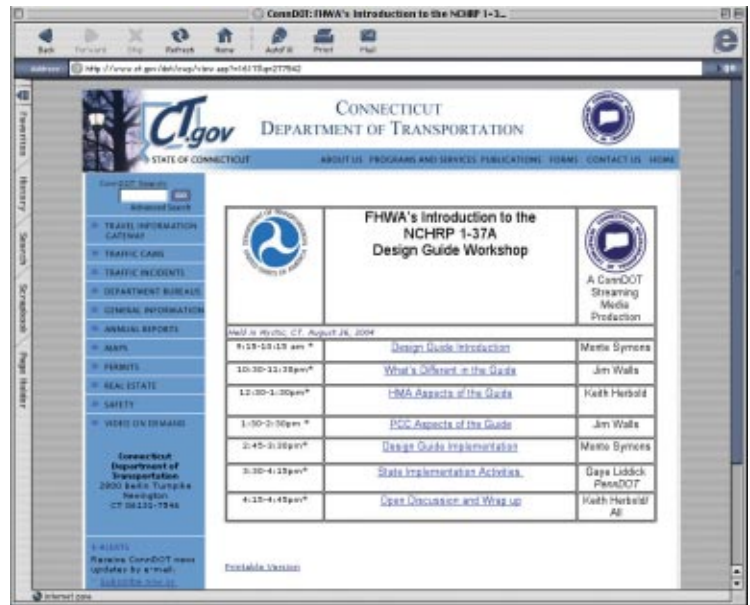 ConnDOT: FHWA's Introduction to the NCHRP 1-3...
Back Forward Stop Refresh Home AutoFill Print Mail
Address
Favorites
History
Search
Scrapbook
Page Holder
CT.gov
STATE OF CONNECTICUT
CONNECTICUT
DEPARTMENT OF TRANSPORTATION
ABOUT US PROGRAMS AND SERVICES PUBLICATIONS FORMS CONTACT US HOME
ConnDOT Search
Advanced Search
TRAVEL INFORMATION
GATEWAY
TRAFFIC CAMS
TRAFFIC INCIDENTS
DEPARTMENT BUREAUS
GENERAL INFORMATION
ANNUAL REPORTS
MAPS
PERMITS
REAL ESTATE
SAFETY
VIDEO ON DEMAND
Connecticut
Department of
Transportation
2800 Berlin Turnpike
Newington
CT 06131-7546
E-ALERTS
Receive ConnDOT news
updates by e-mail.
Subscribe now or
FHWA's Introduction to the
NCHRP 1-37A
Design Guide Workshop
A ConnDOT
Streaming
Media
Production
Held in Mystic, CT. August 26, 2004
9:15-10:15 am * Design Guide Introduction Monte Symons
10:30-11:30pm* What's Different in the Guide Jim Walls
12:30-1:30pm* HMA Aspects of the Guide Keith Herbold
1:30-2:30pm * PCC Aspects of the Guide Jim Walls
2:45-3:30pm* Design Guide Implementation Monte Symons
3:30-4:15pm* State Implementation Activities Gaye Liddick
PennDOT
4:15-4:45pm* Open Discussion and Wrap up Keith Herbold/
All
Printable Version
Internet zone